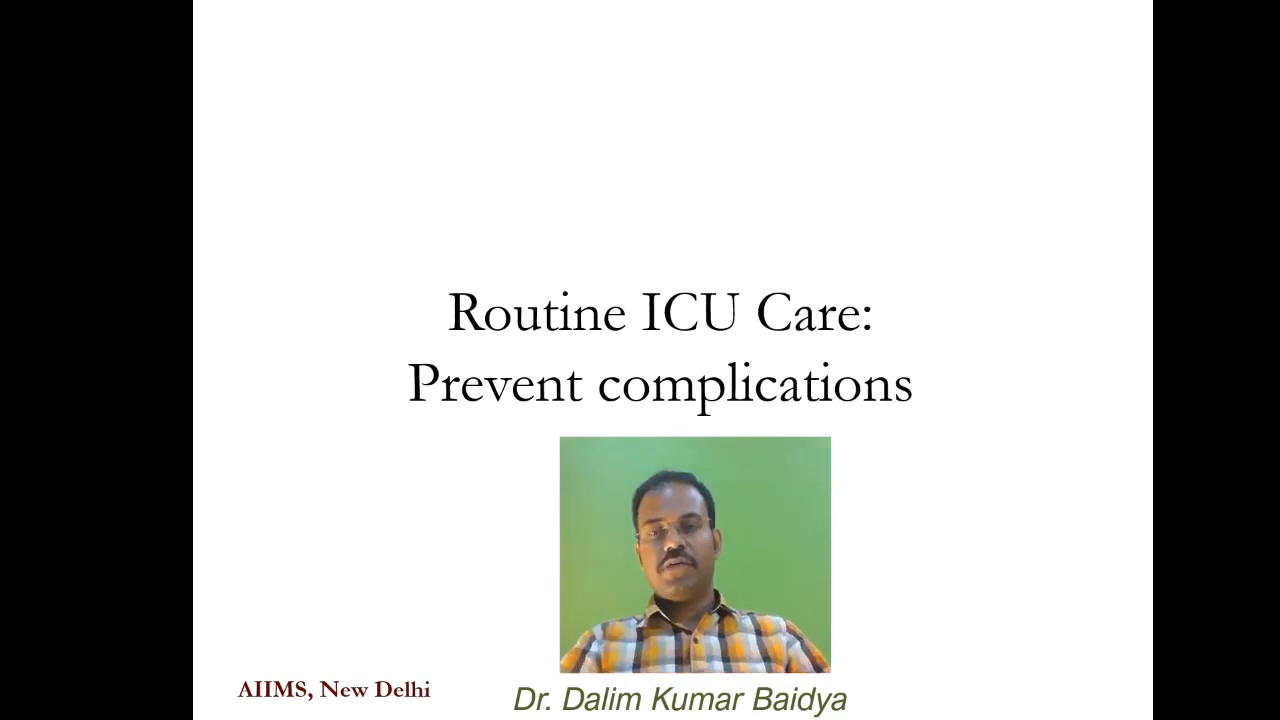 Routine ICU Care:
Prevent complications
AIIMS, New Delhi
Dr. Dalim Kumar Baidya